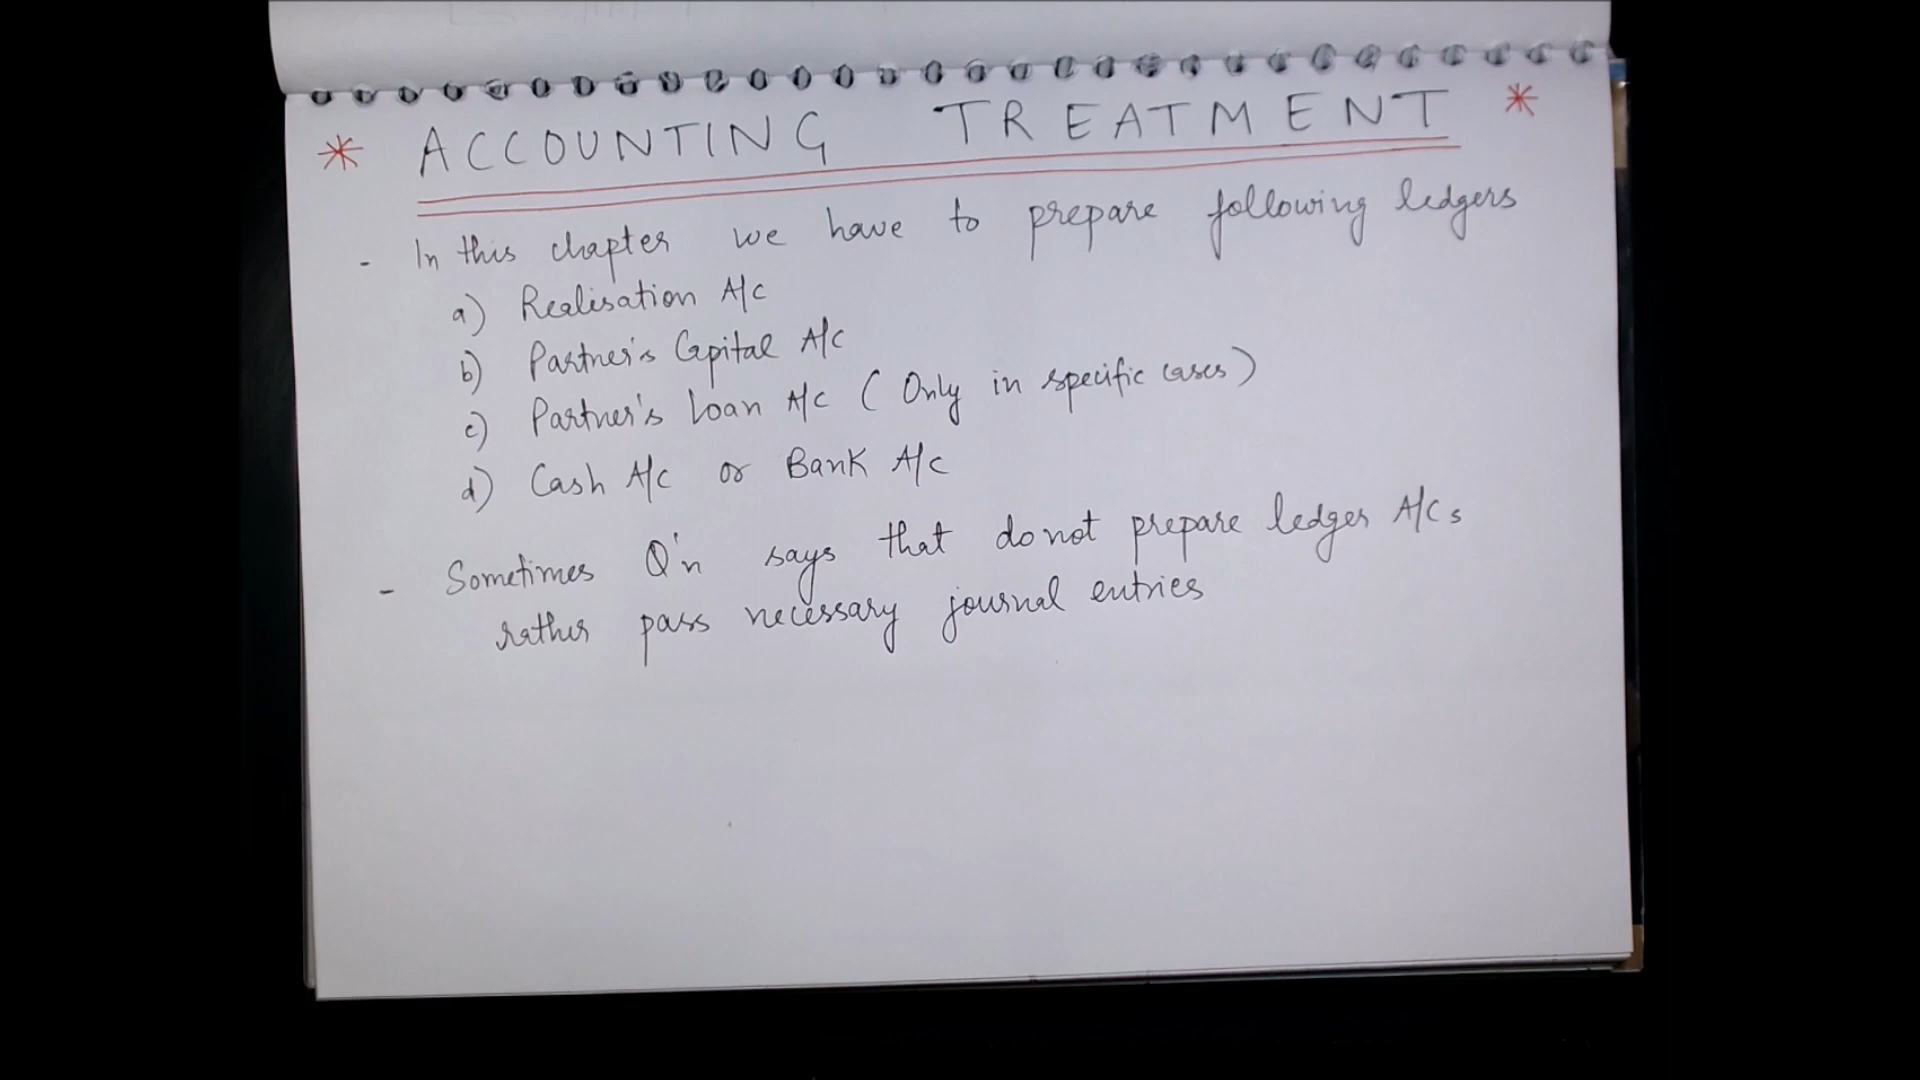 * ACCOUNTING TREATMENT *
- In this chapter we have to prepare following ledgers
a) Realisation A/c
b) Partner's Capital A/c
c) Partner's Loan A/c ( Only in specific cases )
d) Cash A/c or Bank A/c
- Sometimes Q'n says that do not prepare ledger A/Cs
rather pass necessary journal entries